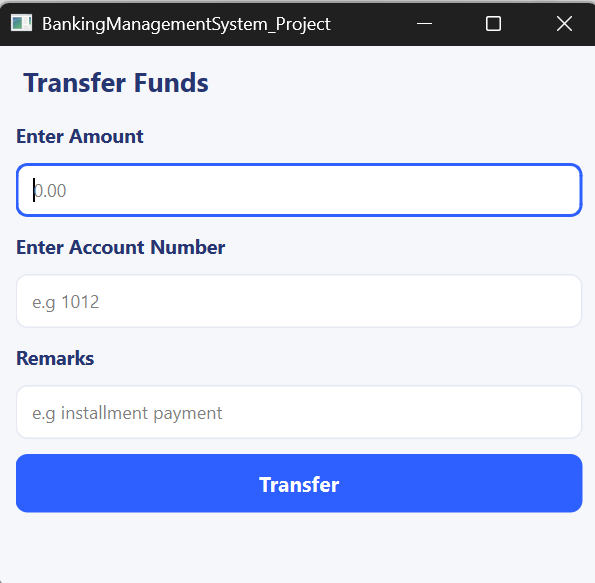 BankingManagementSystem_Project
Transfer Funds
Enter Amount
0.00
Enter Account Number
e.g 1012
Remarks
e.g installment payment
Transfer